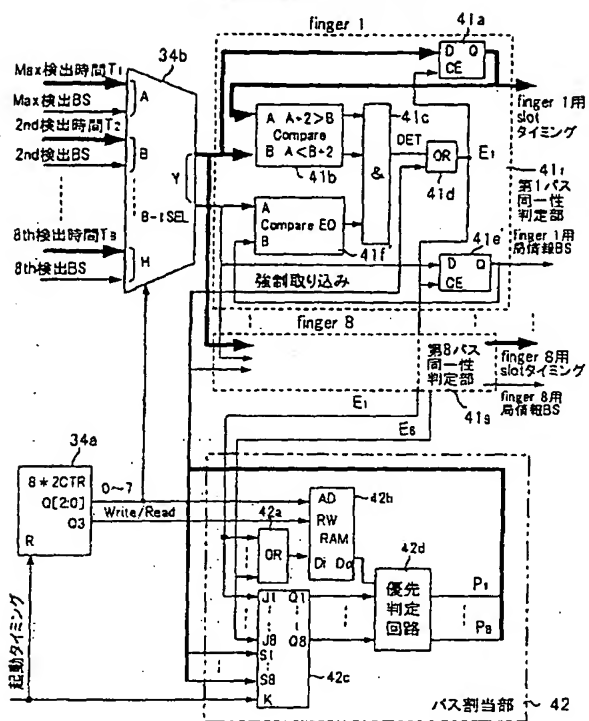 finger 1
41a
34b
D Q
CE
Max検出時間T1
A
Max検出BS
2nd検出時間T2
B
2nd検出BS
8th検出時間T8
H
8th検出BS
Y
8-1SEL
A A+2>B
Compare
B A<B+2
41b
41c
&
DET
OR
41d
E1
finger 1用
slot
タイミング
411
第1パス
同一性
判定部
A
Compare EQ
B
41f
41e
D Q
CE
finger 1用
局情報BS
強制取り込み
finger 8
第8パス
同一性
判定部
finger 8用
slotタイミング
finger 8用
局情報BS
418
E1
E8
34a
8*2CTR
Q[2:0]
Q3
R
0~7
Write/Read
起動タイミング
42a
OR
42b
AD
RW
RAM
Di Do
42d
優先
判定
回路
P1
P8
J1 Q1
J8 Q8
S1
S8
K
42c
パス割当部 ~ 42